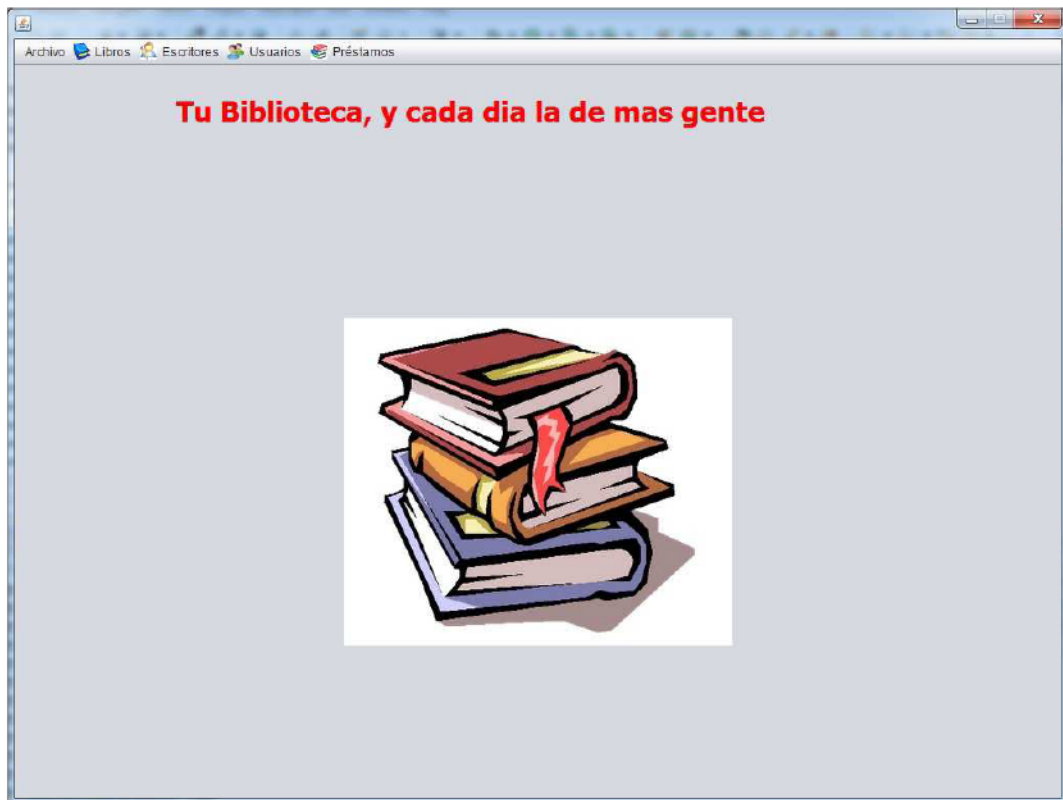 Archivo Libros Escritores Usuarios Préstamos
Tu Biblioteca, y cada dia la de mas gente